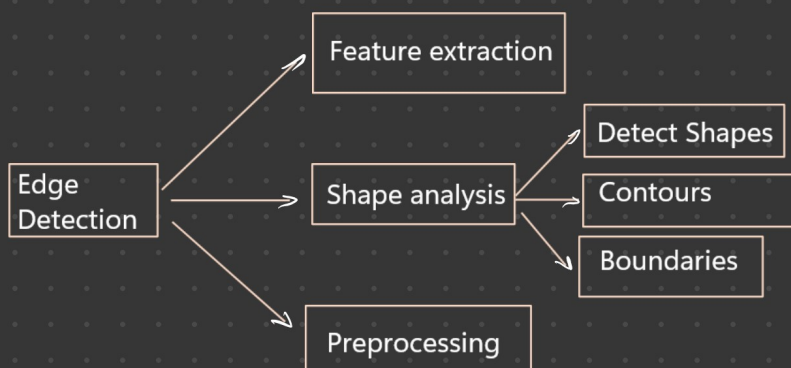 Feature extraction
Edge
Detection
Shape analysis
Detect Shapes
Contours
Boundaries
Preprocessing